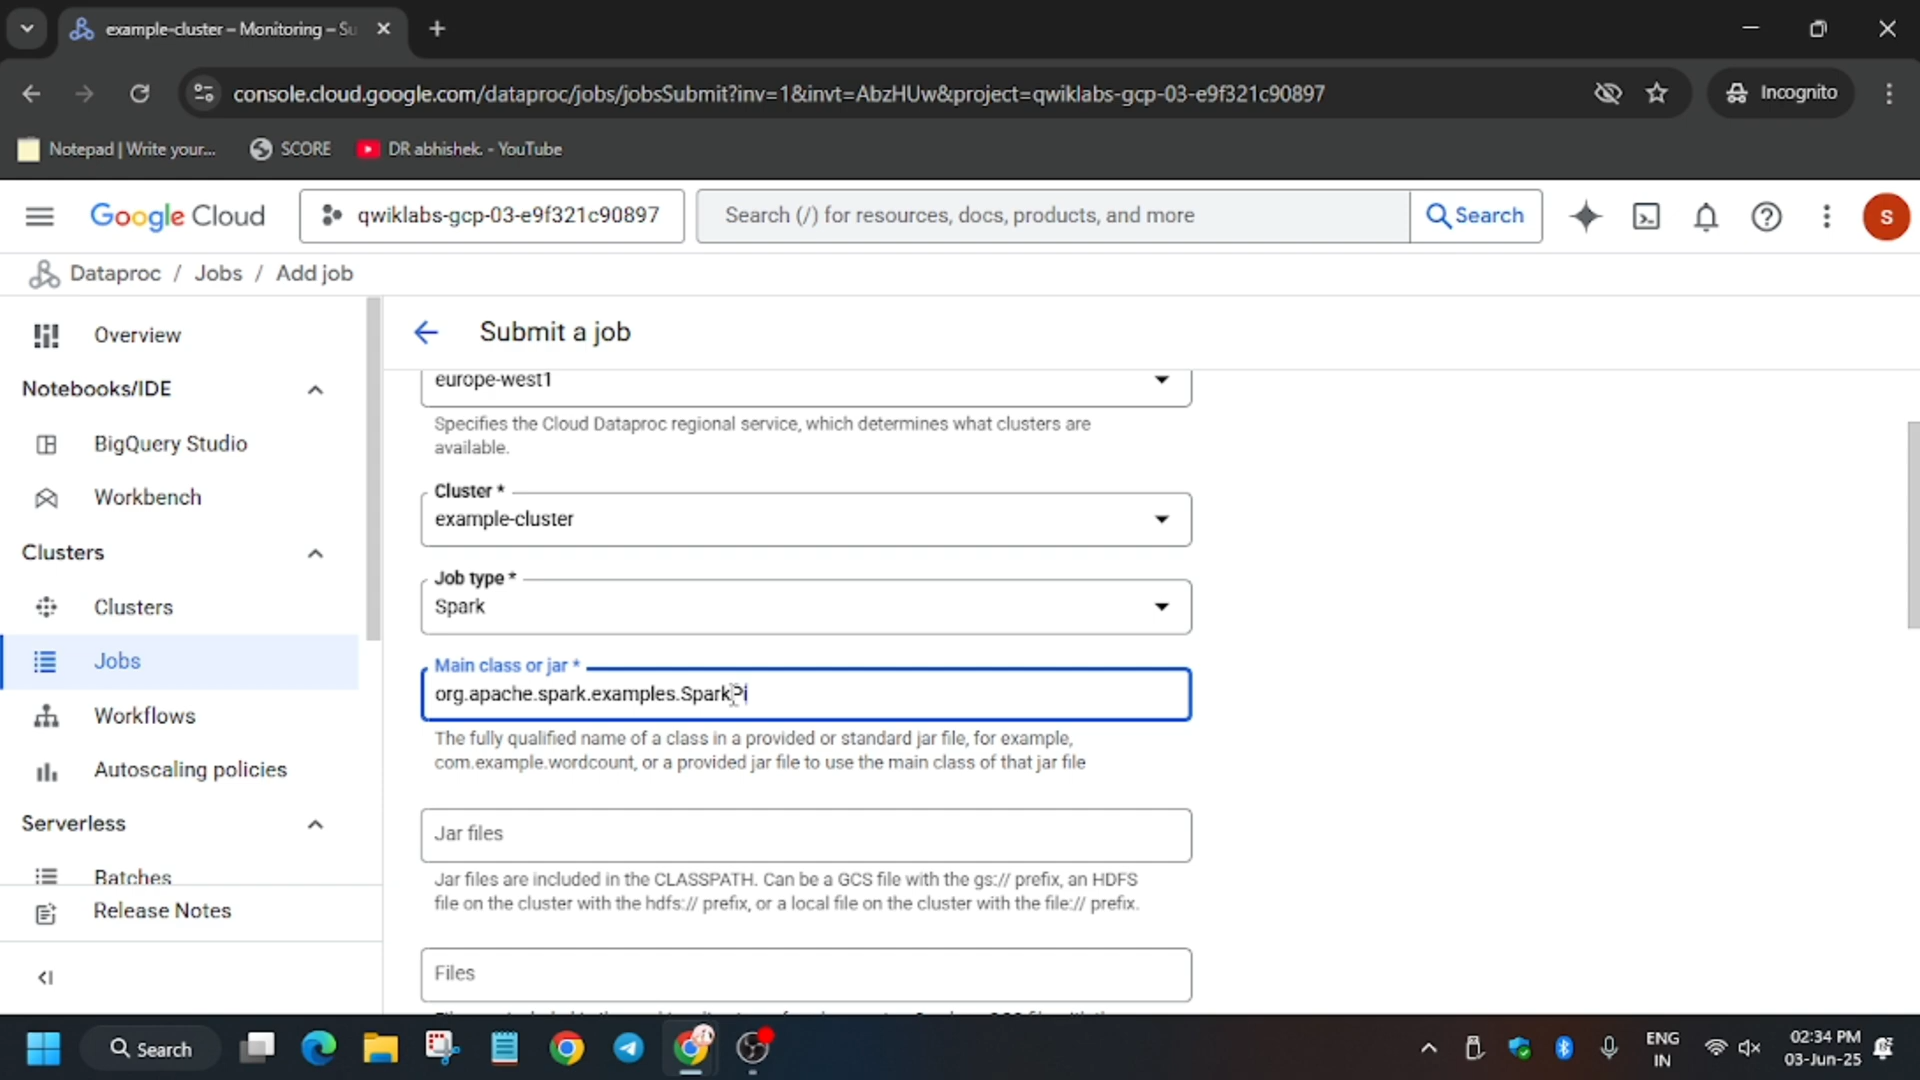 example-cluster – Monitoring – Su
console.cloud.google.com/dataproc/jobs/jobsSubmit?inv=1&invt=AbzHUw&project=qwiklabs-gcp-03-e9f321c90897
Incognito
Notepad | Write your...
SCORE
DR abhishek. - YouTube
Google Cloud
qwiklabs-gcp-03-e9f321c90897
Search (/) for resources, docs, products, and more
Search
S
Dataproc / Jobs / Add job
Overview
Notebooks/IDE
BigQuery Studio
Workbench
Clusters
Clusters
Jobs
Workflows
Autoscaling policies
Serverless
Batches
Release Notes
Submit a job
europe-west1
Specifies the Cloud Dataproc regional service, which determines what clusters are
available.
Cluster *
example-cluster
Job type *
Spark
Main class or jar *
org.apache.spark.examples.SparkPi
The fully qualified name of a class in a provided or standard jar file, for example,
com.example.wordcount, or a provided jar file to use the main class of that jar file
Jar files
Jar files are included in the CLASSPATH. Can be a GCS file with the gs:// prefix, an HDFS
file on the cluster with the hdfs:// prefix, or a local file on the cluster with the file:// prefix.
Files
Search
ENG
IN
02:34 PM
03-Jun-25